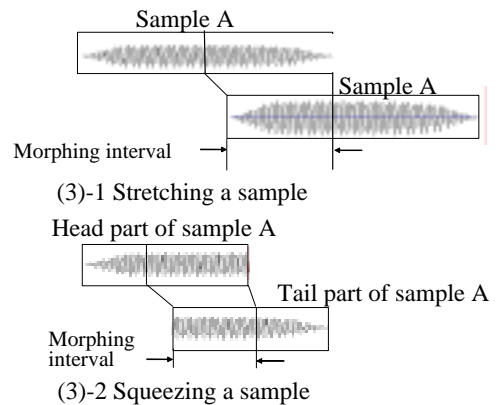 Sample A
Sample A
Morphing interval
(3)-1 Stretching a sample
Head part of sample A
Tail part of sample A
Morphing
interval
(3)-2 Squeezing a sample